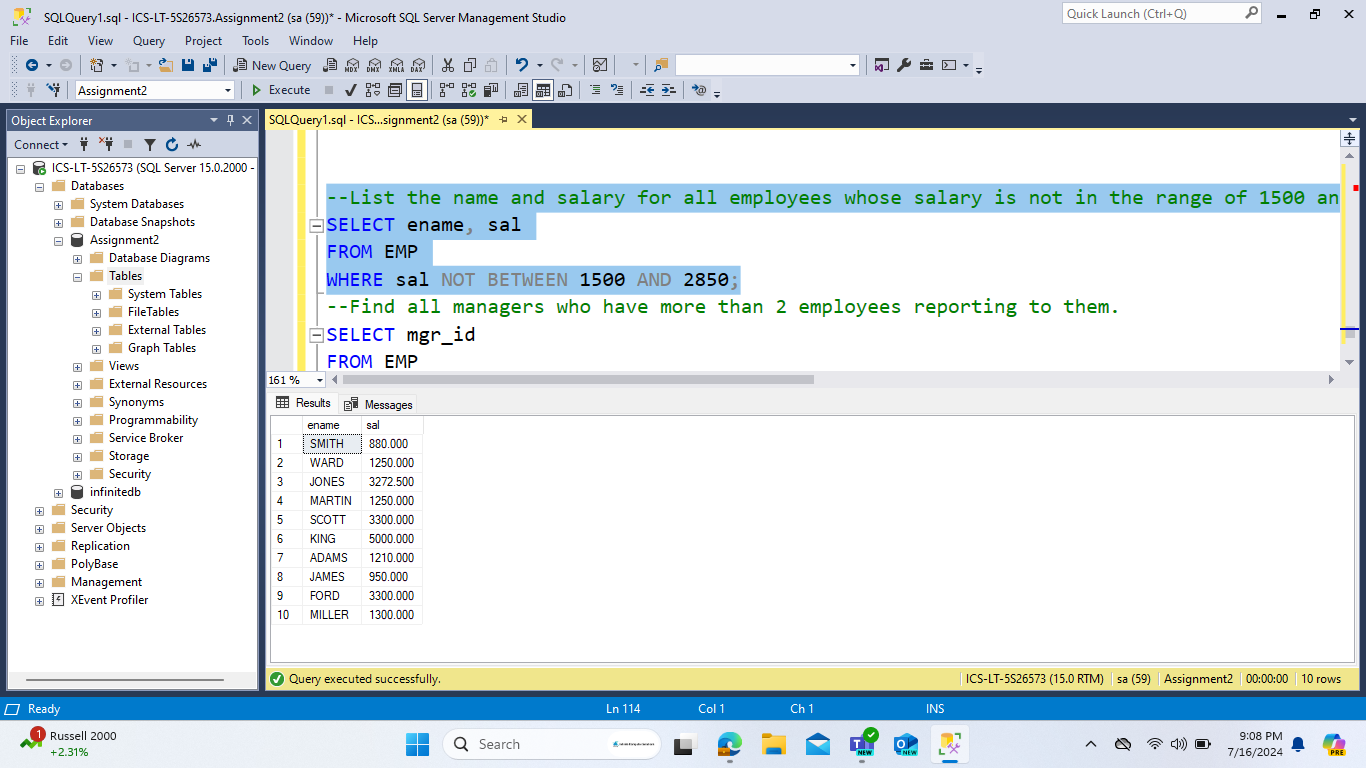 SQLQuery1.sql - ICS-LT-5S26573.Assignment2 (sa (59))* - Microsoft SQL Server Management Studio
Quick Launch (Ctrl+Q)
File Edit View Query Project Tools Window Help
New Query MDX DMX XMLA DAX
Assignment2 Execute
Object Explorer
Connect
ICS-LT-5S26573 (SQL Server 15.0.2000 -
Databases
System Databases
Database Snapshots
Assignment2
Database Diagrams
Tables
System Tables
FileTables
External Tables
Graph Tables
Views
External Resources
Synonyms
Programmability
Service Broker
Storage
Security
infinitedb
Security
Server Objects
Replication
PolyBase
Management
XEvent Profiler
SQLQuery1.sql - ICS...signment2 (sa (59))*
--List the name and salary for all employees whose salary is not in the range of 1500 an
SELECT ename, sal
FROM EMP
WHERE sal NOT BETWEEN 1500 AND 2850;
--Find all managers who have more than 2 employees reporting to them.
SELECT mgr_id
FROM EMP
161 %
Results Messages
ename sal
1 SMITH 880.000
2 WARD 1250.000
3 JONES 3272.500
4 MARTIN 1250.000
5 SCOTT 3300.000
6 KING 5000.000
7 ADAMS 1210.000
8 JAMES 950.000
9 FORD 3300.000
10 MILLER 1300.000
Query executed successfully. ICS-LT-5S26573 (15.0 RTM) sa (59) Assignment2 00:00:00 10 rows
Ready Ln 114 Col 1 Ch 1 INS
1 Russell 2000
+2.31%
Search
NEW
NEW
PRE
9:08 PM
7/16/2024